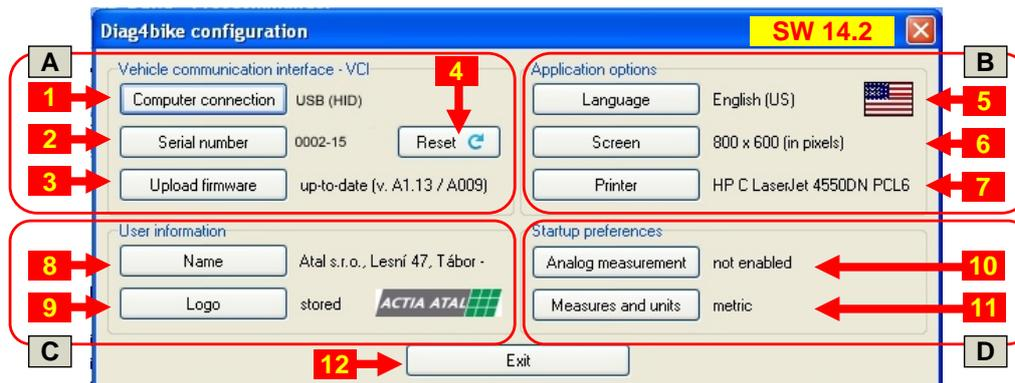 Diag4bike configuration
SW 14.2
A
Vehicle communication interface - VCI
4
1
Computer connection
USB (HID)
2
Serial number
0002-15
Reset
3
Upload firmware
up-to-date (v. A1.13 / A009)
Application options
B
Language
English (US)
5
Screen
800 x 600 (in pixels)
6
Printer
HP C LaserJet 4550DN PCL6
7
User information
8
Name
Atal s.r.o., Lesní 47, Tábor -
9
Logo
stored
ACTIA ATAL
C
Startup preferences
Analog measurement
not enabled
10
Measures and units
metric
11
D
12
Exit